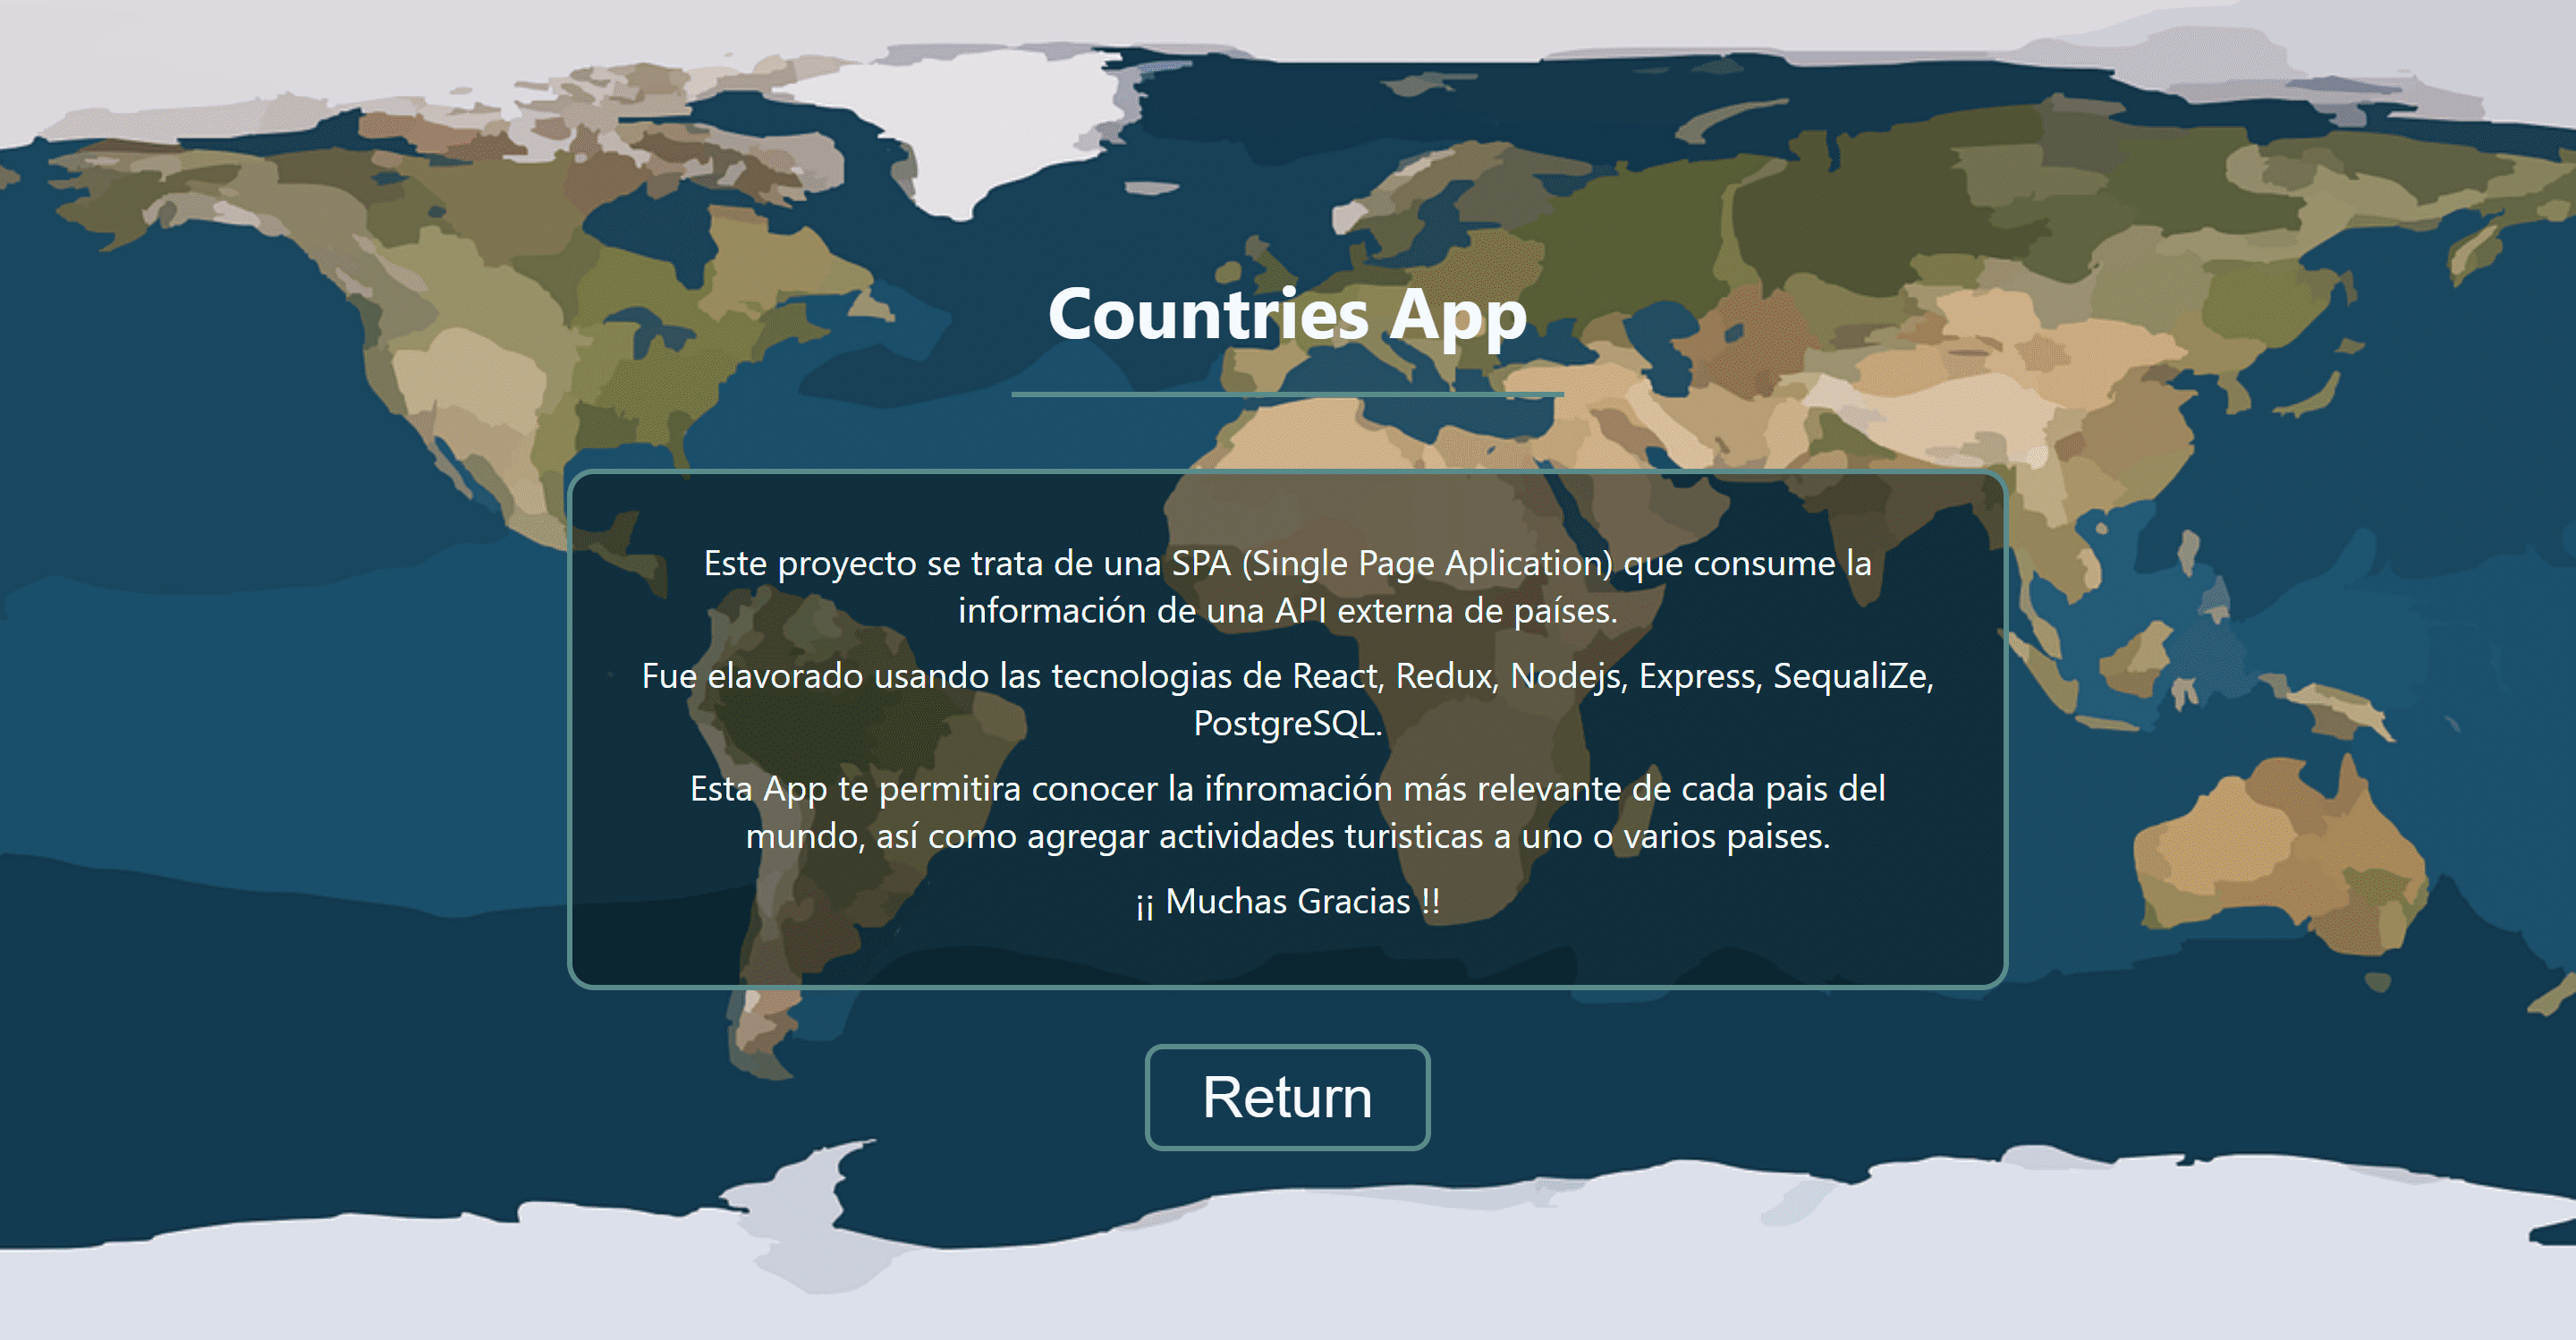 Countries App
Este proyecto se trata de una SPA (Single Page Aplication) que consume la
información de una API externa de países.
Fue elavorado usando las tecnologias de React, Redux, Nodejs, Express, SequaliZe,
PostgreSQL.
Esta App te permitira conocer la ifnromación más relevante de cada pais del
mundo, así como agregar actividades turisticas a uno o varios paises.
¡¡ Muchas Gracias !!
Return